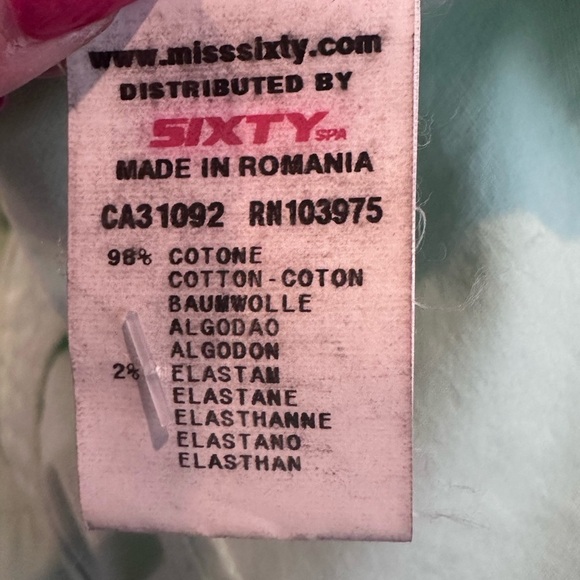 www.misssixty.com
DISTRIBUTED BY
SIXTY SPA
MADE IN ROMANIA
CA31092 RN103975
98% COTONE
COTTON-COTON
BAUMWOLLE
ALGODAO
ALGODON
2% ELASTAM
ELASTANE
ELASTHANNE
ELASTANO
ELASTHAN